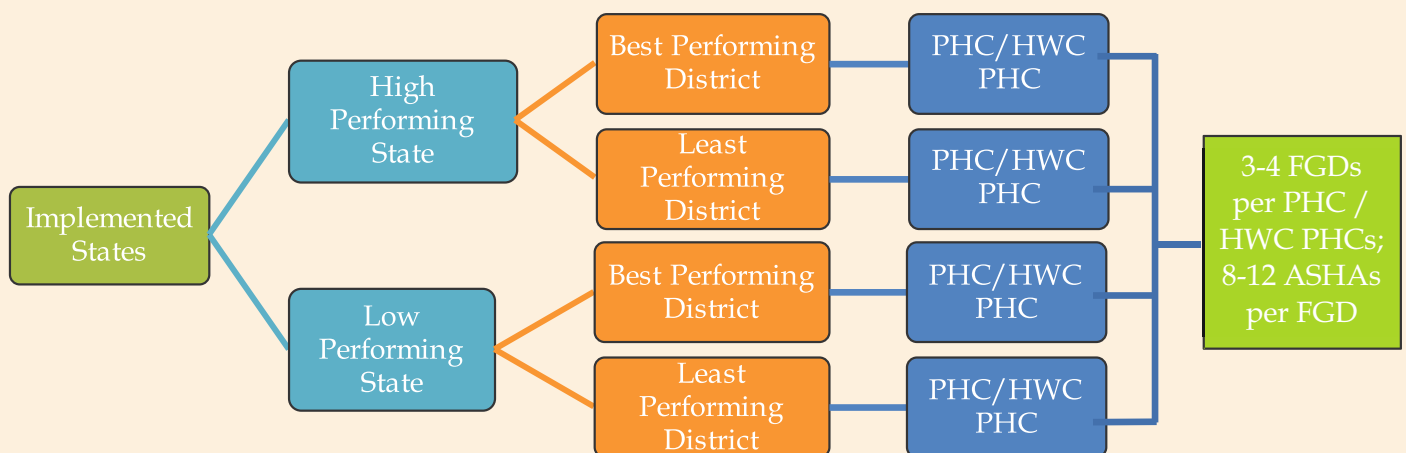 Implemented
States
High
Performing
State
Low
Performing
State
Best Performing
District
Least
Performing
District
Best Performing
District
Least
Performing
District
PHC/HWC
PHC
PHC/HWC
PHC
PHC/HWC
PHC
PHC/HWC
PHC
3-4 FGDs
per PHC /
HWC PHCs;
8-12 ASHAs
per FGD